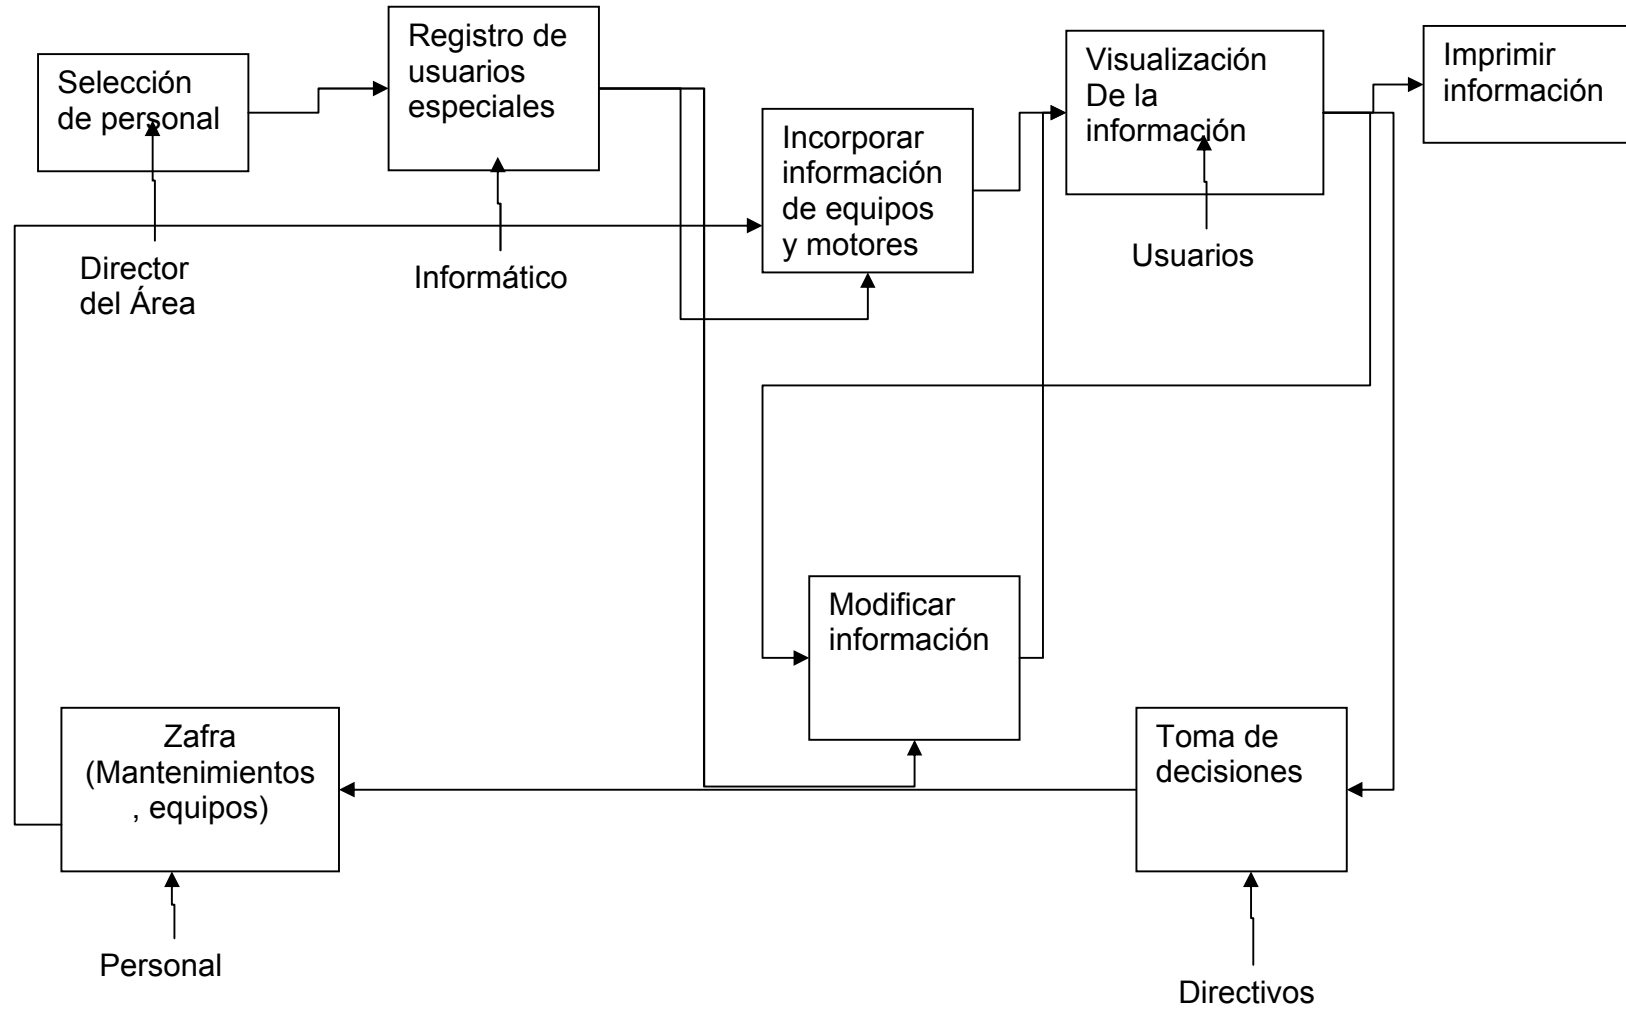 Selección
de personal
Registro de
usuarios
especiales
Incorporar
información
de equipos
y motores
Visualización
De la
información
Imprimir
información
Director
del Área
Informático
Usuarios
Modificar
información
Zafra
(Mantenimientos
, equipos)
Toma de
decisiones
Personal
Directivos